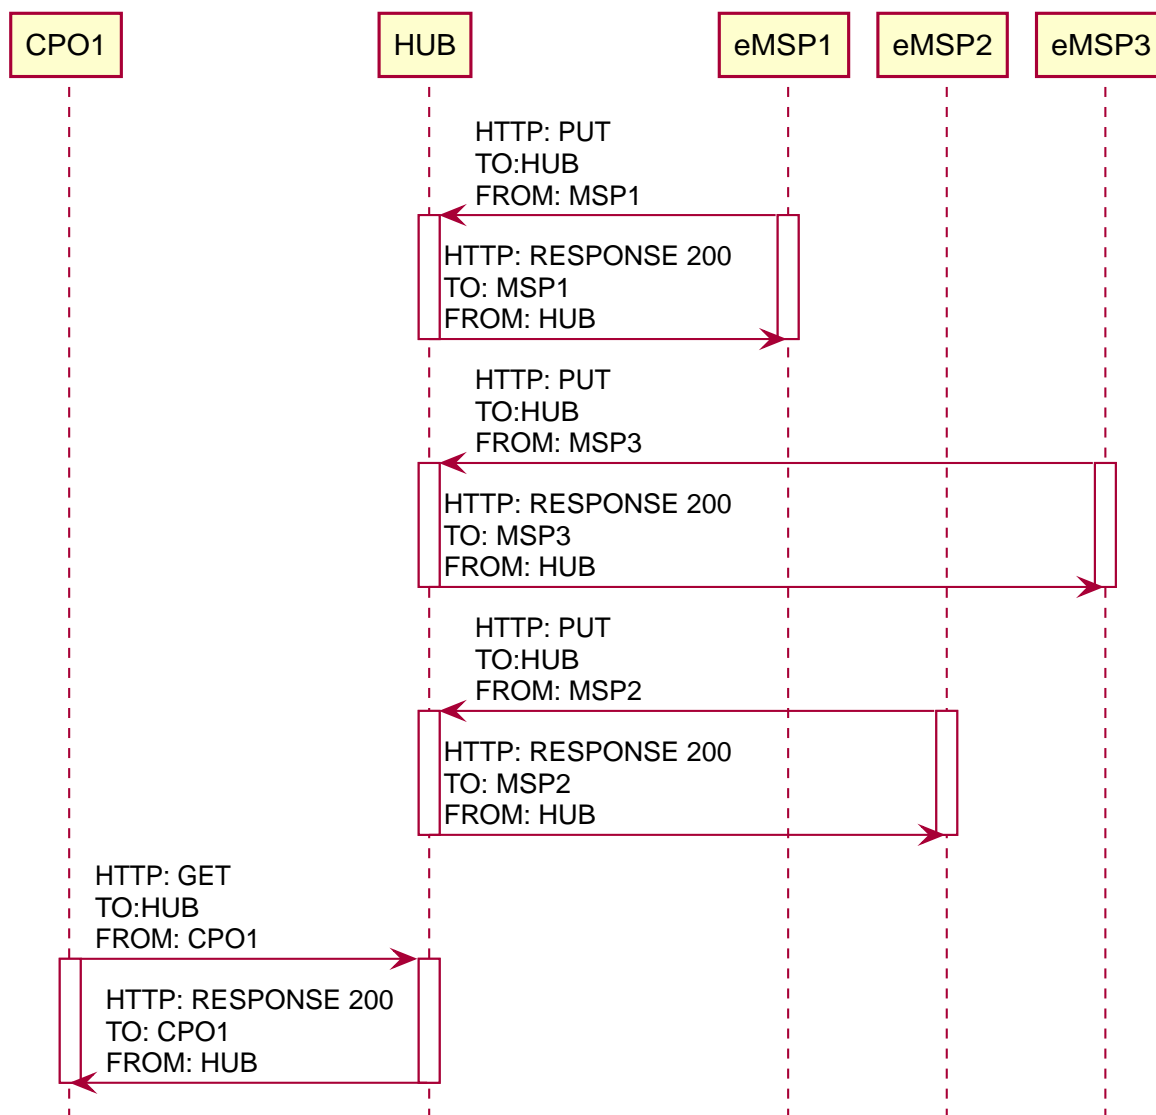 CPO1
HUB
eMSP1
eMSP2
eMSP3
HTTP: PUT
TO:HUB
FROM: MSP1
HTTP: RESPONSE 200
TO: MSP1
FROM: HUB
HTTP: PUT
TO:HUB
FROM: MSP3
HTTP: RESPONSE 200
TO: MSP3
FROM: HUB
HTTP: PUT
TO:HUB
FROM: MSP2
HTTP: RESPONSE 200
TO: MSP2
FROM: HUB
HTTP: GET
TO:HUB
FROM: CPO1
HTTP: RESPONSE 200
TO: CPO1
FROM: HUB